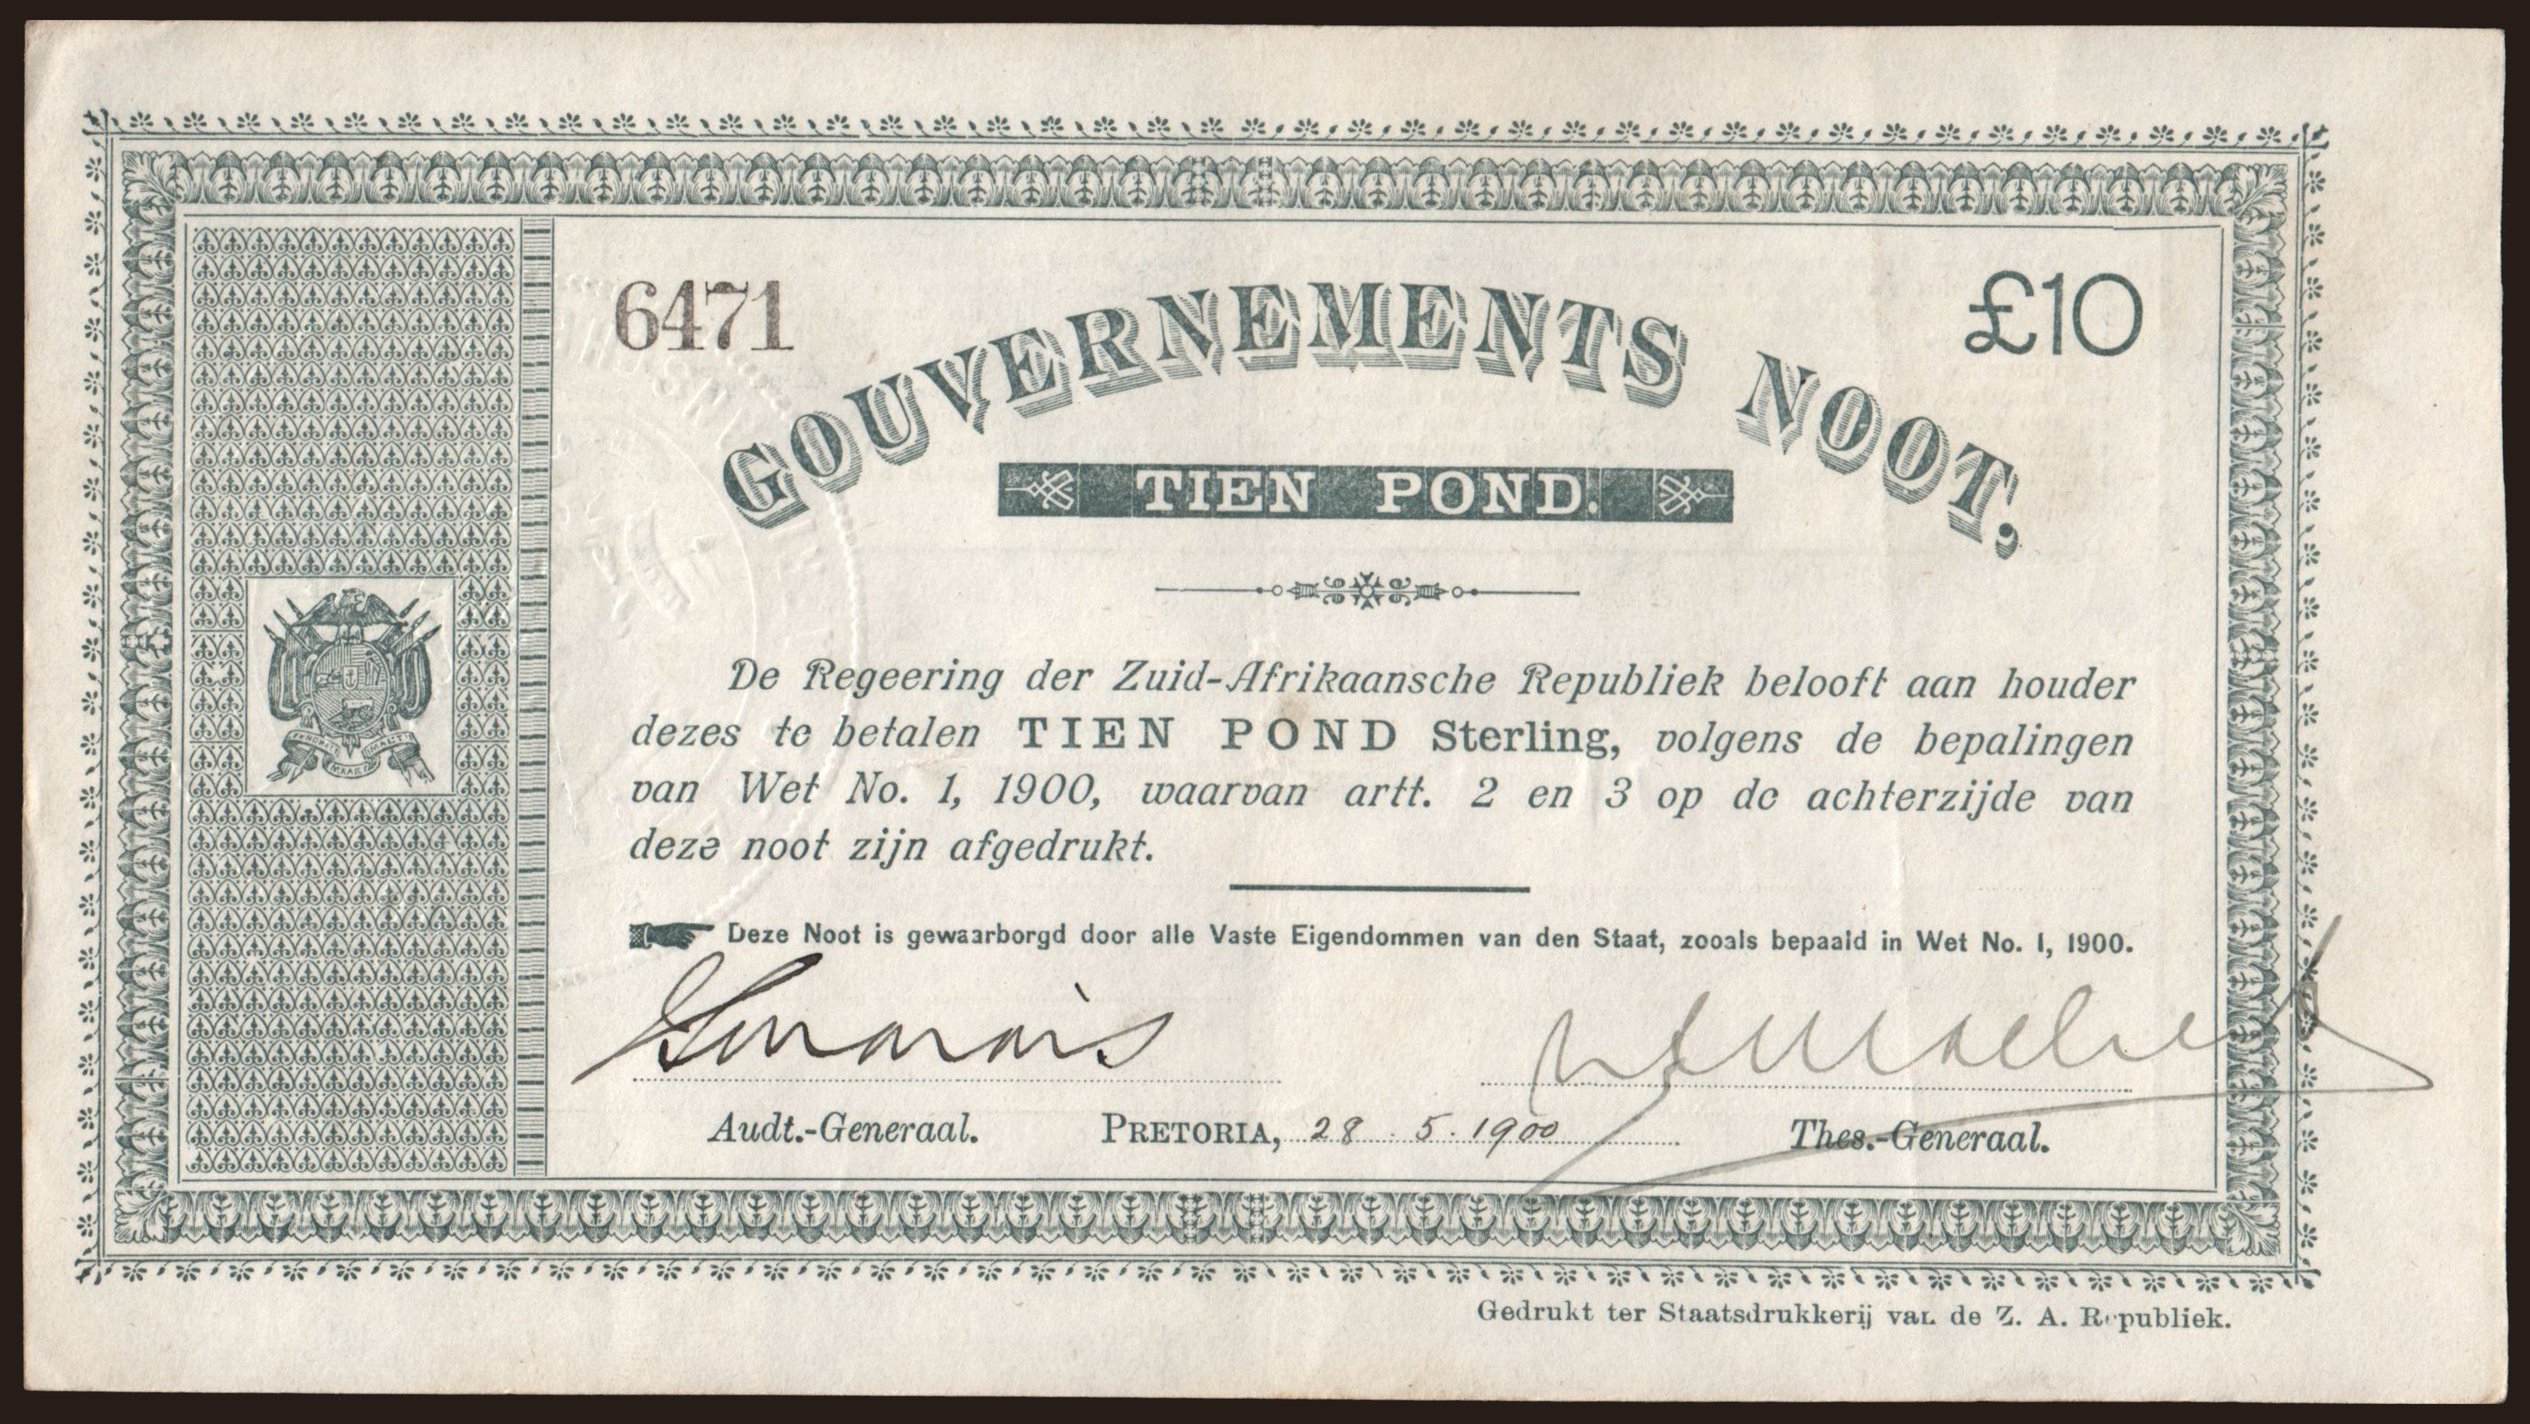 6471
£10
GOUVERNEMENTS NOOT,
TIEN POND.
De Regeering der Zuid-Afrikaansche Republiek belooft aan houder
dezes te betalen TIEN POND Sterling, volgens de bepalingen
van Wet No. 1, 1900, waarvan artt. 2 en 3 op de achterzijde van
deze noot zijn afgedrukt.
Deze Noot is gewaarborgd door alle Vaste Eigendommen van den Staat, zooals bepaald in Wet No. 1, 1900.
Audt.-Generaal.
PRETORIA, 28.5.1900
Thes.-Generaal.
Gedrukt ter Staatsdrukkerij van de Z. A. Republiek.